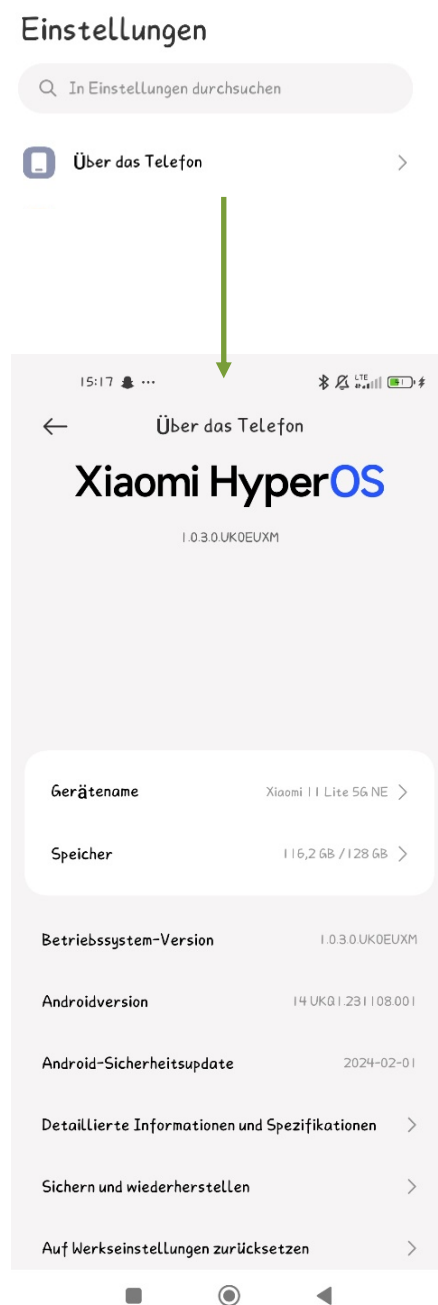 Einstellungen
In Einstellungen durchsuchen
Über das Telefon
15:17 ...
LTE
Über das Telefon
Xiaomi HyperOS
1.0.3.0.UKOEUXM
Gerätename Xiaomi 11 Lite 5G NE
Speicher 116,2 GB / 128 GB
Betriebssystem-Version 1.0.3.0.UKOEUXM
Androidversion 14 UKQ1.231108.001
Android-Sicherheitsupdate 2024-02-01
Detaillierte Informationen und Spezifikationen
Sichern und wiederherstellen
Auf Werkseinstellungen zurücksetzen